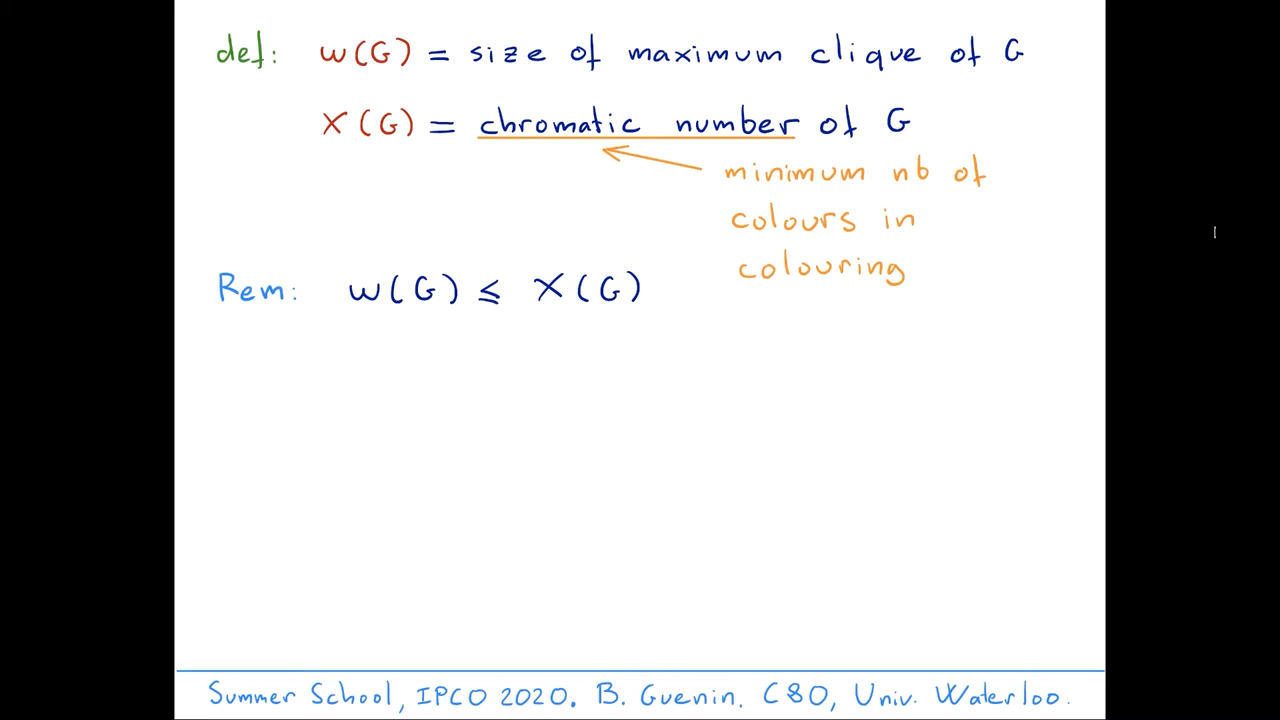 def: ω(G) = size of maximum clique of G
χ(G) = chromatic number of G
minimum nb of
colours in
colouring
Rem: ω(G) ≤ χ(G)
Summer School, IPCO 2020. B. Guenin. C&O, Univ. Waterloo.